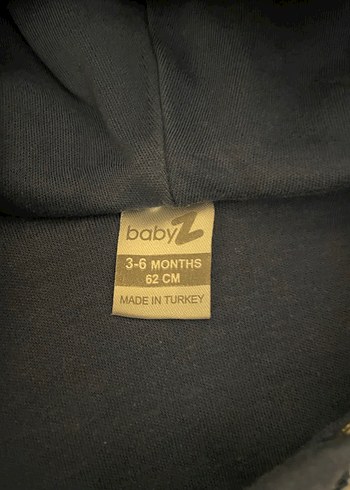 babyZ
3-6 MONTHS
62 CM
MADE IN TURKEY